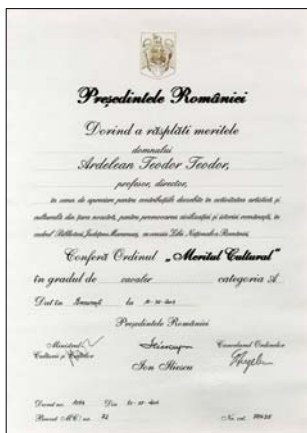 Președintele României
Dorind a răsplăti meritele
domnului
Ardelean Teodor Teodor,
profesor, director,
în semn de apreciere pentru contribuțiile deosebite în activitatea artistică și
culturală din țara noastră, pentru promovarea civilizației și istoriei românești, în
cadrul Bibliotecii Județene Maramureș, cu ocazia Zilei Naționale a României,
Conferă Ordinul „Meritul Cultural”
în gradul de cavaler categoria A
Dat în București la
Președintele României
Ministrul
Culturii și Cultelor
Cancelarul Ordinelor
Ion Iliescu
Decret nr. Din
Brevet MC/ nr. 22
Nr. crt.